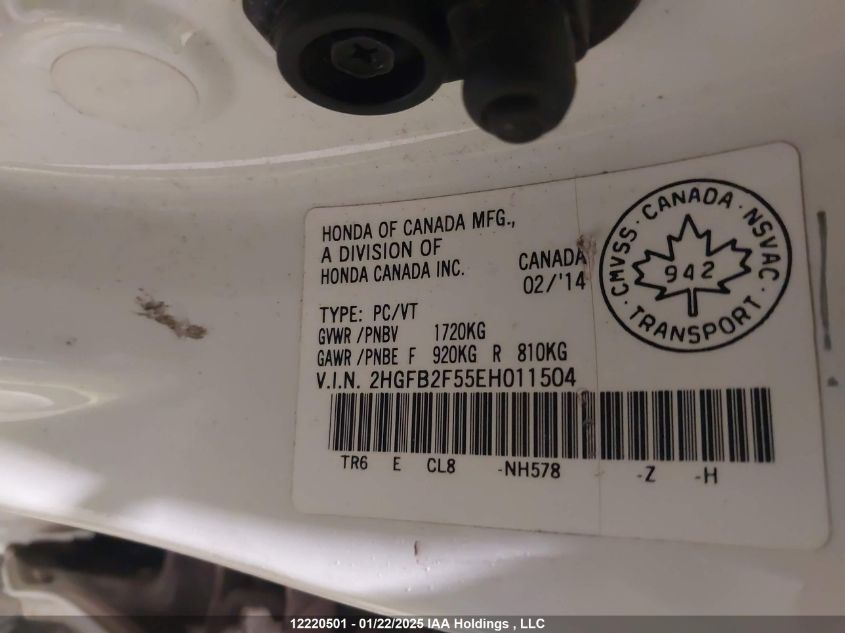 HONDA OF CANADA MFG.,
A DIVISION OF
HONDA CANADA INC.
CANADA
02/'14
TYPE: PC/VT
GVWR/PNBV 1720KG
GAWR/PNBE F 920KG R 810KG
V.I.N. 2HGFB2F55EH011504
TR6 E CL8 -NH578 -Z -H
CMVSS · CANADA · NSVAC ·
942
TRANSPORT
12220501 - 01/22/2025 IAA Holdings , LLC